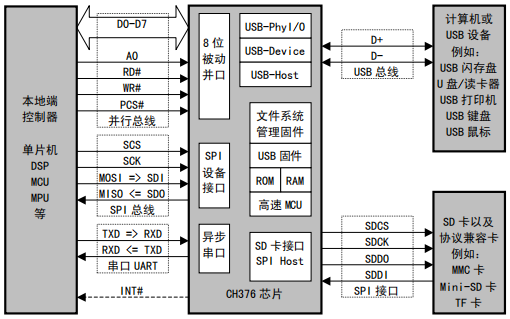 本地端
控制器
单片机
DSP
MCU
MPU
等
D0-D7
A0
RD#
WR#
PCS#
并行总线
SCS
SCK
MOSI => SDI
MISO <= SDO
SPI 总线
TXD => RXD
RXD <= TXD
串口 UART
INT#
8 位
被动
并口
SPI
设备
接口
异步
串口
USB-PhyI/O
USB-Device
USB-Host
文件系统
管理固件
USB 固件
ROM
RAM
高速 MCU
SD 卡接口
SPI Host
CH376 芯片
D+
D-
USB 总线
SDCS
SDCK
SDDO
SDDI
SPI 接口
计算机或
USB 设备
例如:
USB 闪存盘
U 盘/读卡器
USB 打印机
USB 键盘
USB 鼠标
SD 卡以及
协议兼容卡
例如:
MMC 卡
Mini-SD 卡
TF 卡